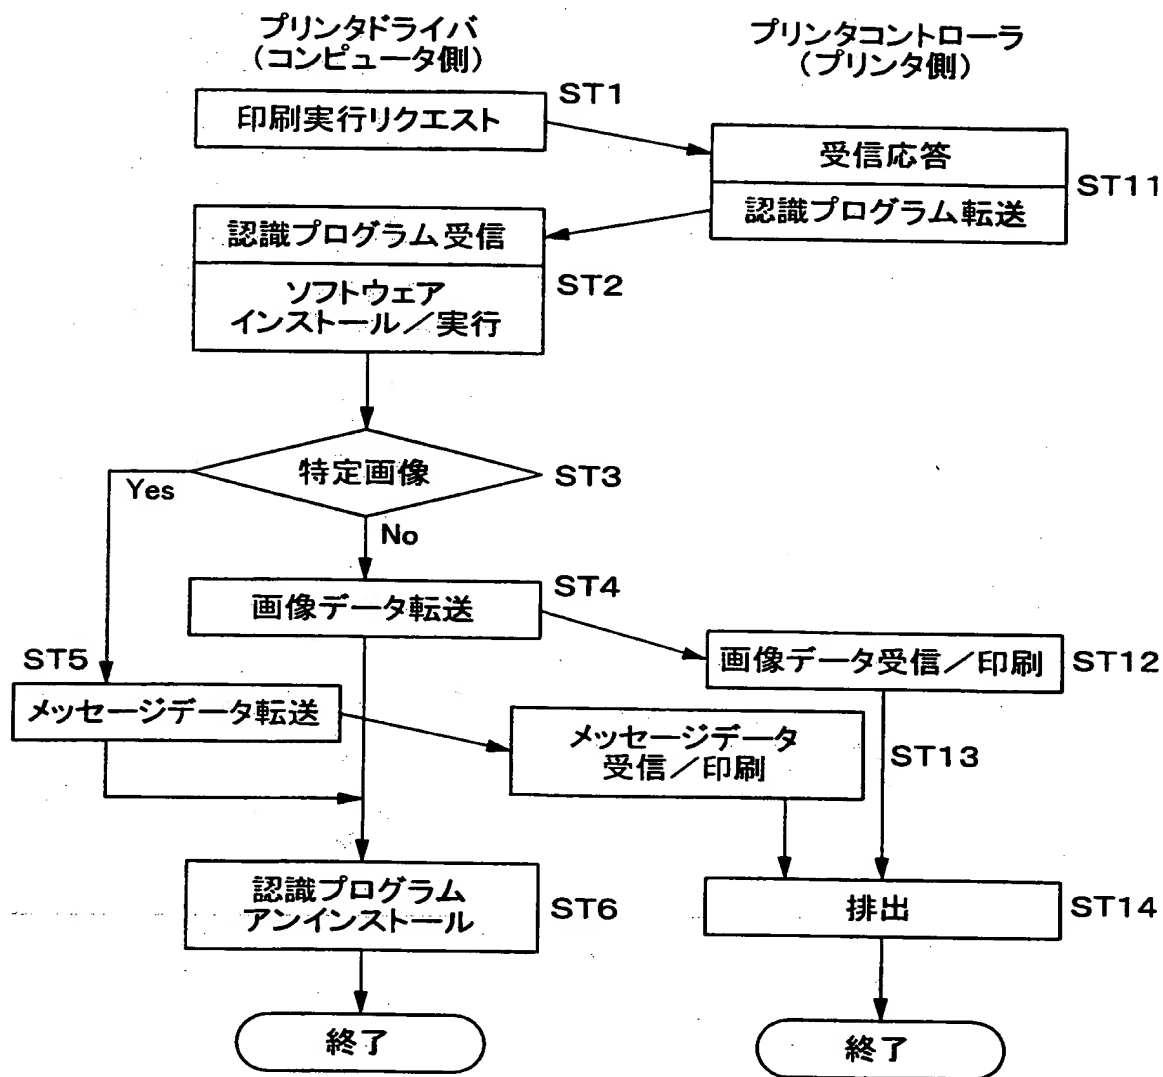 プリンタドライバ
(コンピュータ側)
プリンタコントローラ
(プリンタ側)
ST1
印刷実行リクエスト
受信応答
ST11
認識プログラム転送
認識プログラム受信
ST2
ソフトウェア
インストール／実行
特定画像
ST3
Yes
No
ST4
画像データ転送
ST5
画像データ受信／印刷
ST12
メッセージデータ転送
メッセージデータ
受信／印刷
ST13
認識プログラム
アンインストール
ST6
排出
ST14
終了
終了